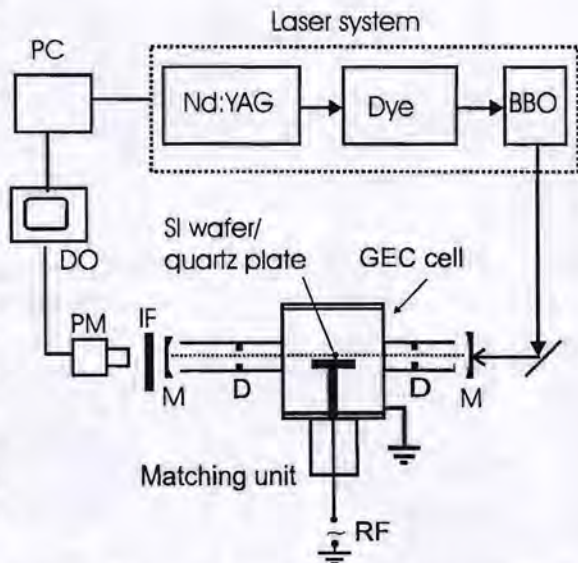 Laser system
PC
Nd:YAG
Dye
BBO
DO
SI wafer/
quartz plate
GEC cell
PM
IF
M
D
D
M
Matching unit
~
RF